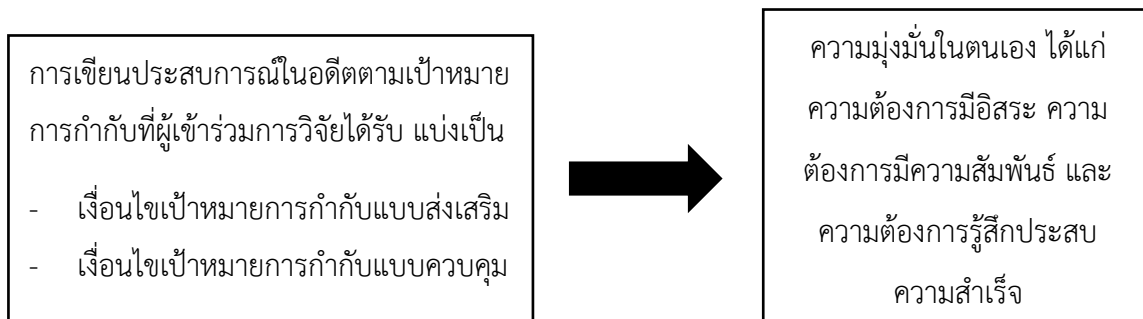 การเขียนประสบการณ์ในอดีตตามเป้าหมาย
การกำกับที่ผู้เข้าร่วมการวิจัยได้รับ แบ่งเป็น
- เงื่อนไขเป้าหมายการกำกับแบบส่งเสริม
- เงื่อนไขเป้าหมายการกำกับแบบควบคุม
ความมุ่งมั่นในตนเอง ได้แก่
ความต้องการมีอิสระ ความ
ต้องการมีความสัมพันธ์ และ
ความต้องการรู้สึกประสบ
ความสำเร็จ